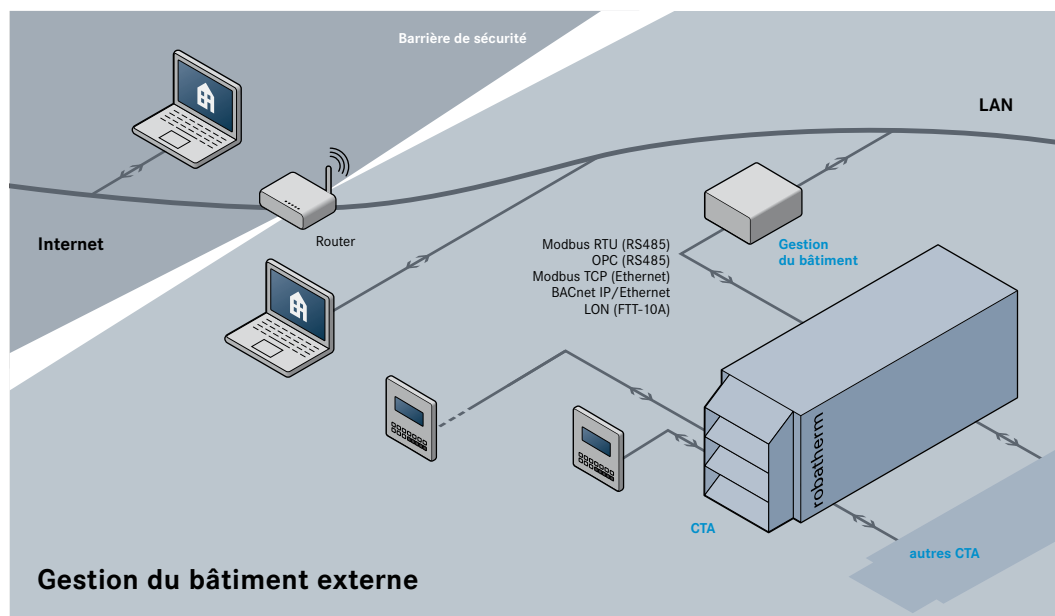 Barrière de sécurité
LAN
Internet
Router
Modbus RTU (RS485)
OPC (RS485)
Modbus TCP (Ethernet)
BACnet IP/Ethernet
LON (FTT-10A)
Gestion
du bâtiment
robatherm
CTA
autres CTA
Gestion du bâtiment externe